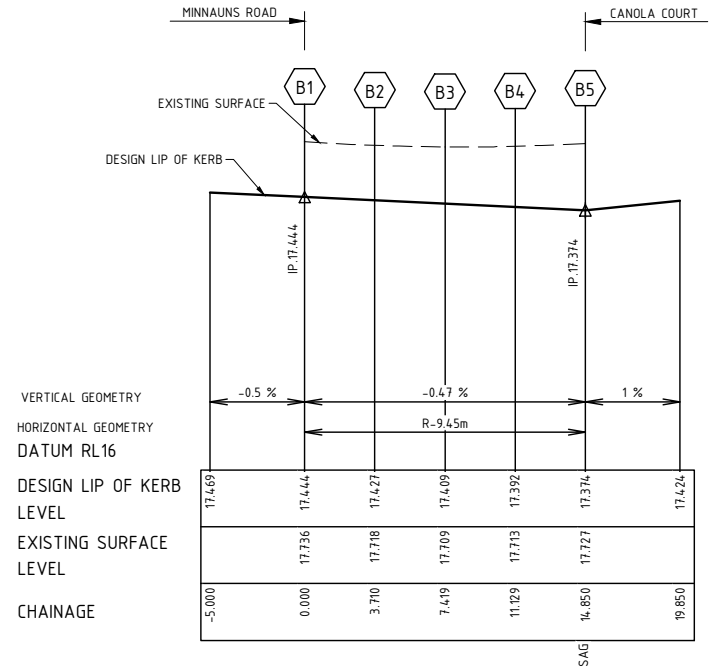 MINNAUNS ROAD
CANOLA COURT
B1
B2
B3
B4
B5
EXISTING SURFACE
DESIGN LIP OF KERB
IP.17.444
IP.17.374
VERTICAL GEOMETRY
-0.5 %
-0.47 %
1 %
HORIZONTAL GEOMETRY
R-9.45m
DATUM RL16
DESIGN LIP OF KERB
LEVEL
17.469
17.444
17.427
17.409
17.392
17.374
17.424
EXISTING SURFACE
LEVEL
17.736
17.718
17.709
17.713
17.727
CHAINAGE
-5.000
0.000
3.710
7.419
11.129
14.850
19.850
SAG